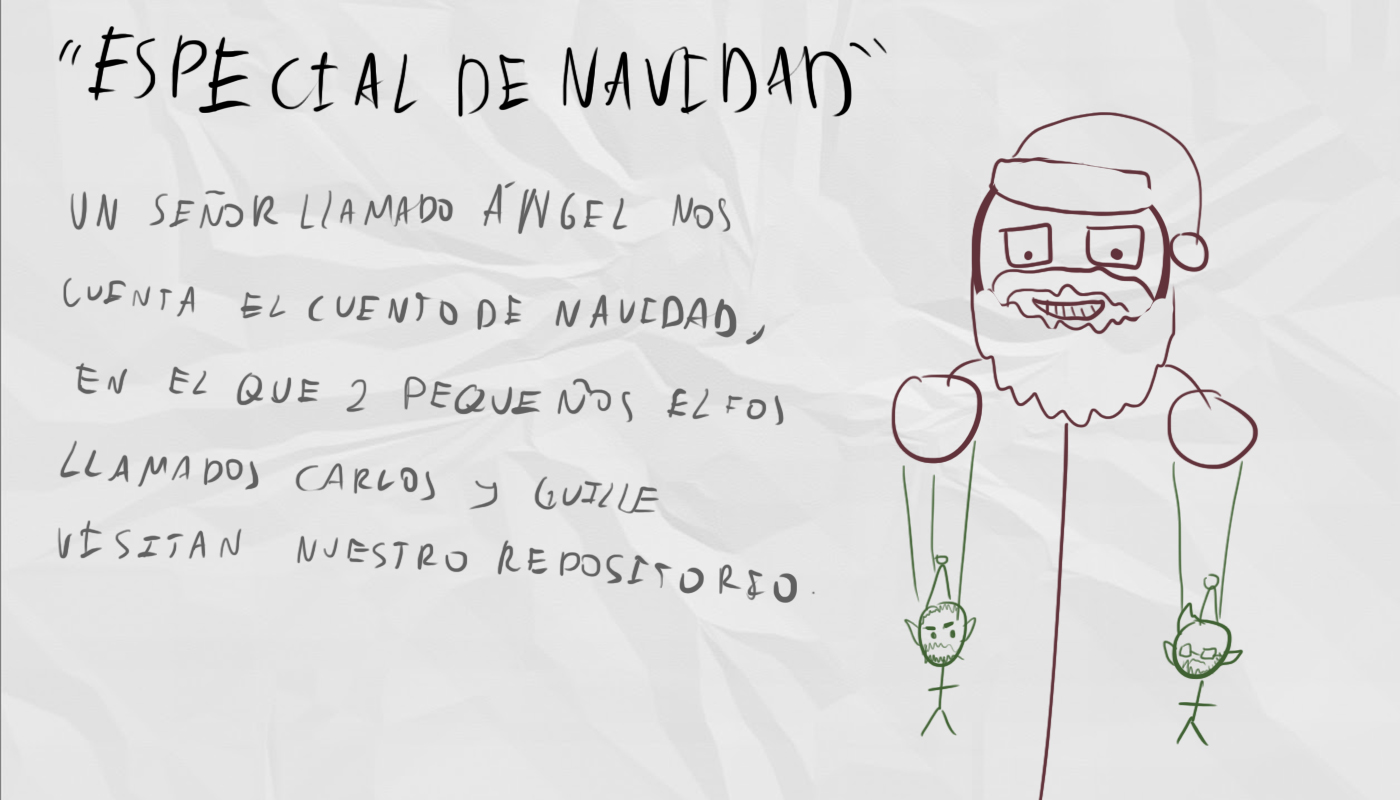 "ESPECIAL DE NAVIDAD"
UN SEÑOR LLAMADO ÁNGEL NOS
CUENTA EL CUENTO DE NAVIDAD,
EN EL QUE 2 PEQUEÑOS ELFOS
LLAMADOS CARLOS Y GUILLE
VISITAN NUESTRO REPOSITORIO.